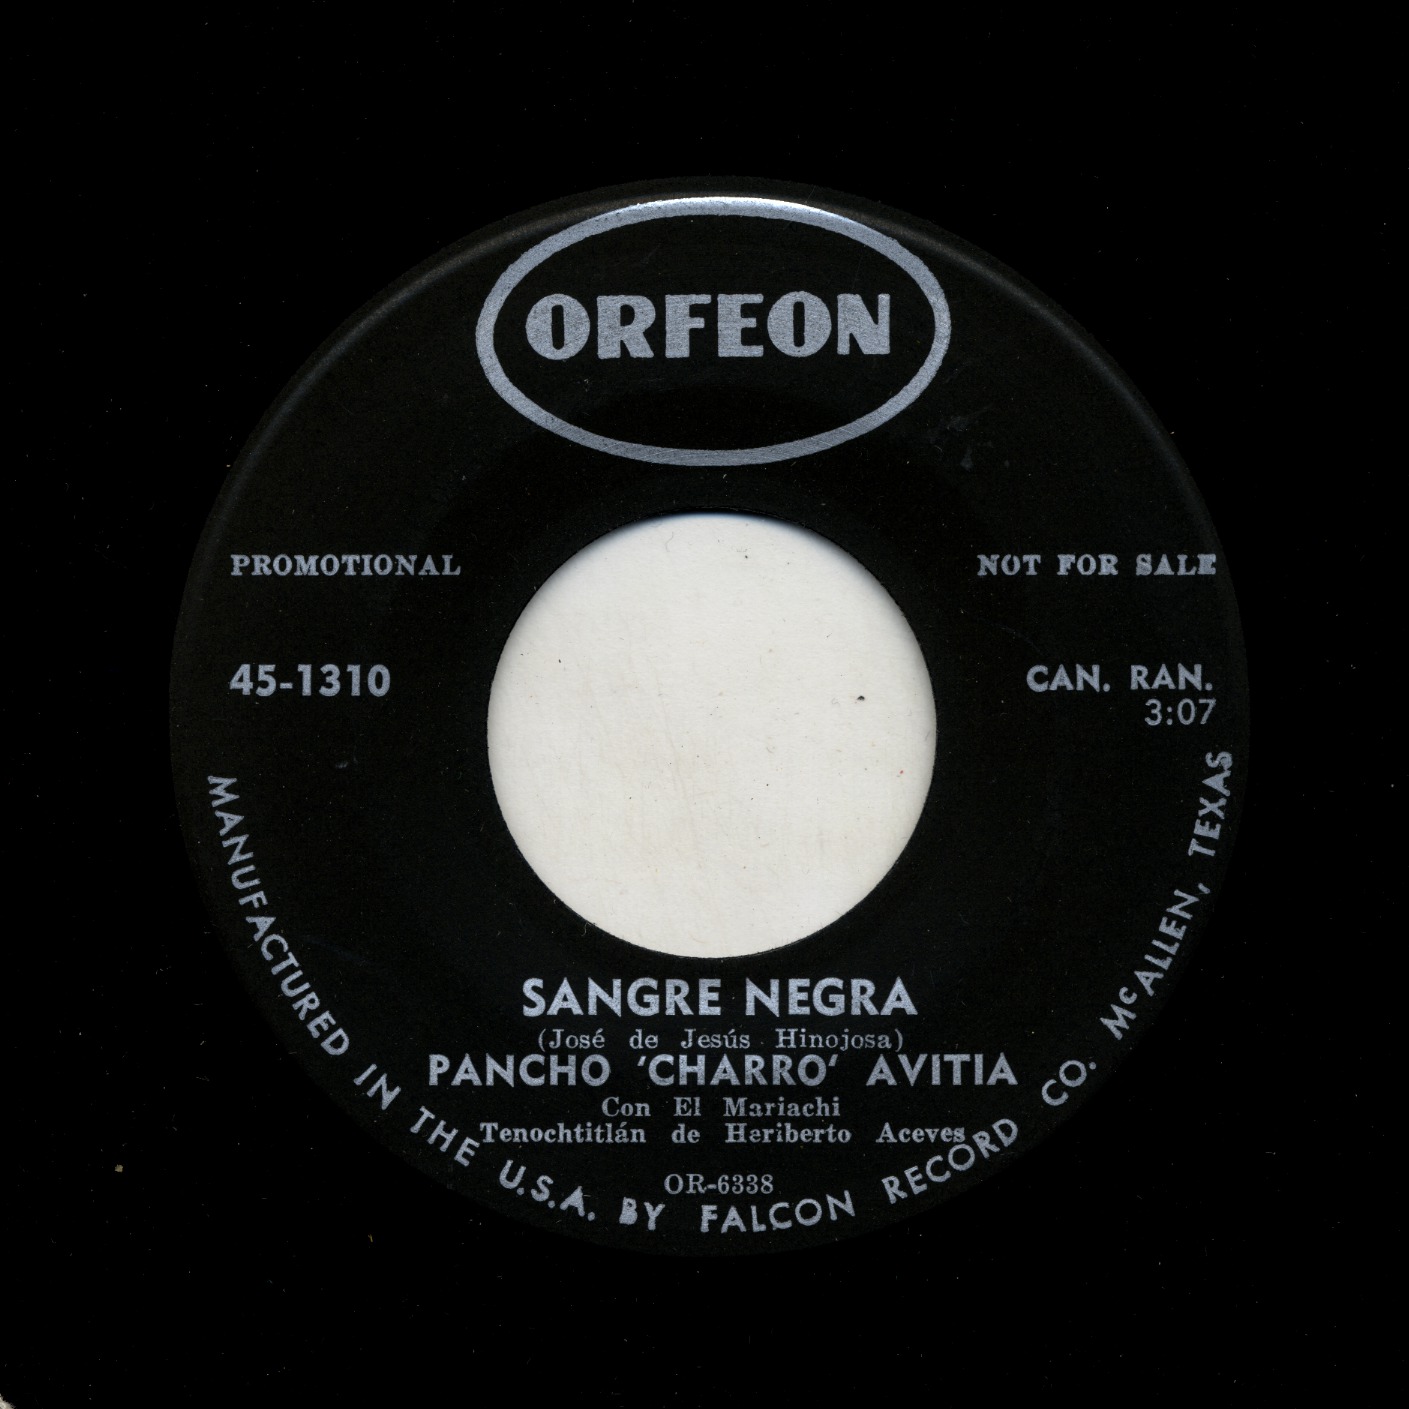 ORFEON
PROMOTIONAL
NOT FOR SALE
45-1310
CAN. RAN.
3:07
SANGRE NEGRA
(José de Jesús Hinojosa)
PANCHO 'CHARRO' AVITIA
Con El Mariachi
Tenochtitlán de Heriberto Aceves
OR-6338
MANUFACTURED IN THE U.S.A. BY FALCON RECORD CO. McALLEN, TEXAS